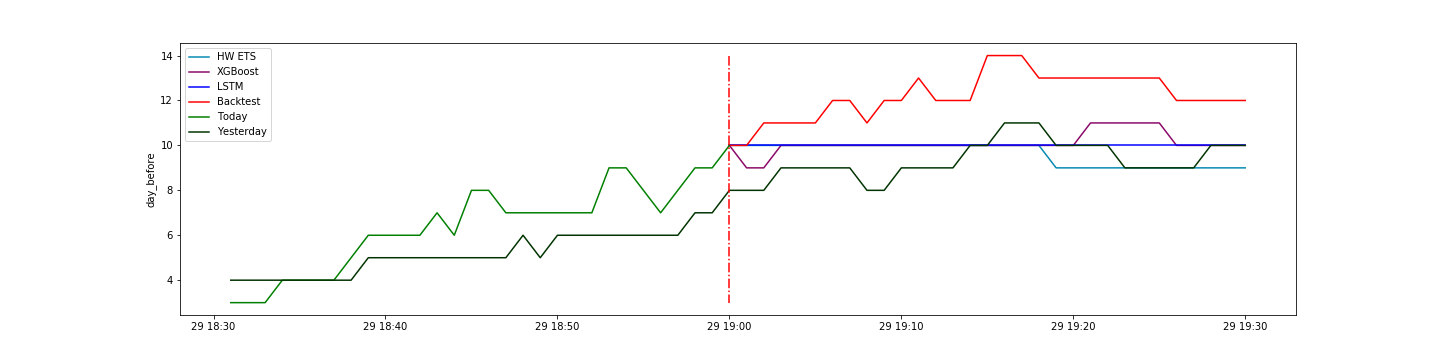 HW ETS
XGBoost
LSTM
Backtest
Today
Yesterday
day_before
14
12
10
8
6
4
29 18:30
29 18:40
29 18:50
29 19:00
29 19:10
29 19:20
29 19:30